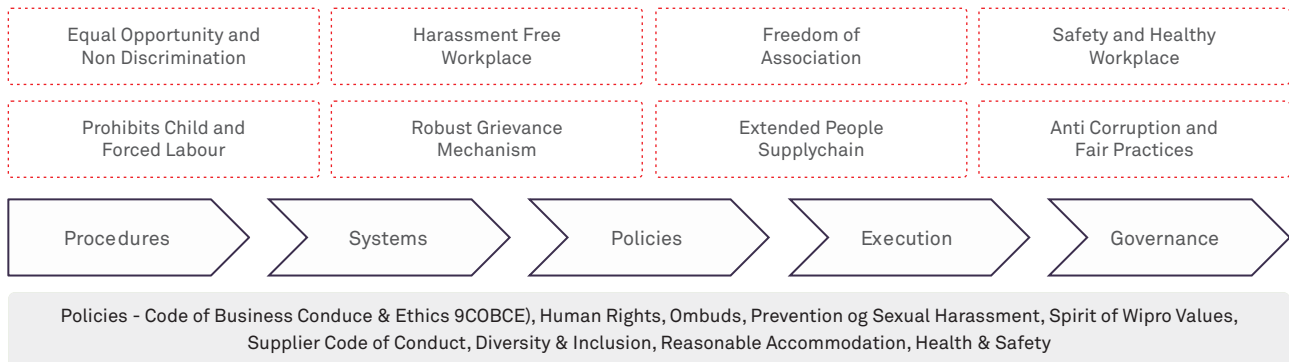 Equal Opportunity and
Non Discrimination
Harassment Free
Workplace
Freedom of
Association
Safety and Healthy
Workplace
Prohibits Child and
Forced Labour
Robust Grievance
Mechanism
Extended People
Supplychain
Anti Corruption and
Fair Practices
Procedures
Systems
Policies
Execution
Governance
Policies - Code of Business Conduce & Ethics 9COBCE), Human Rights, Ombuds, Prevention og Sexual Harassment, Spirit of Wipro Values,
Supplier Code of Conduct, Diversity & Inclusion, Reasonable Accommodation, Health & Safety